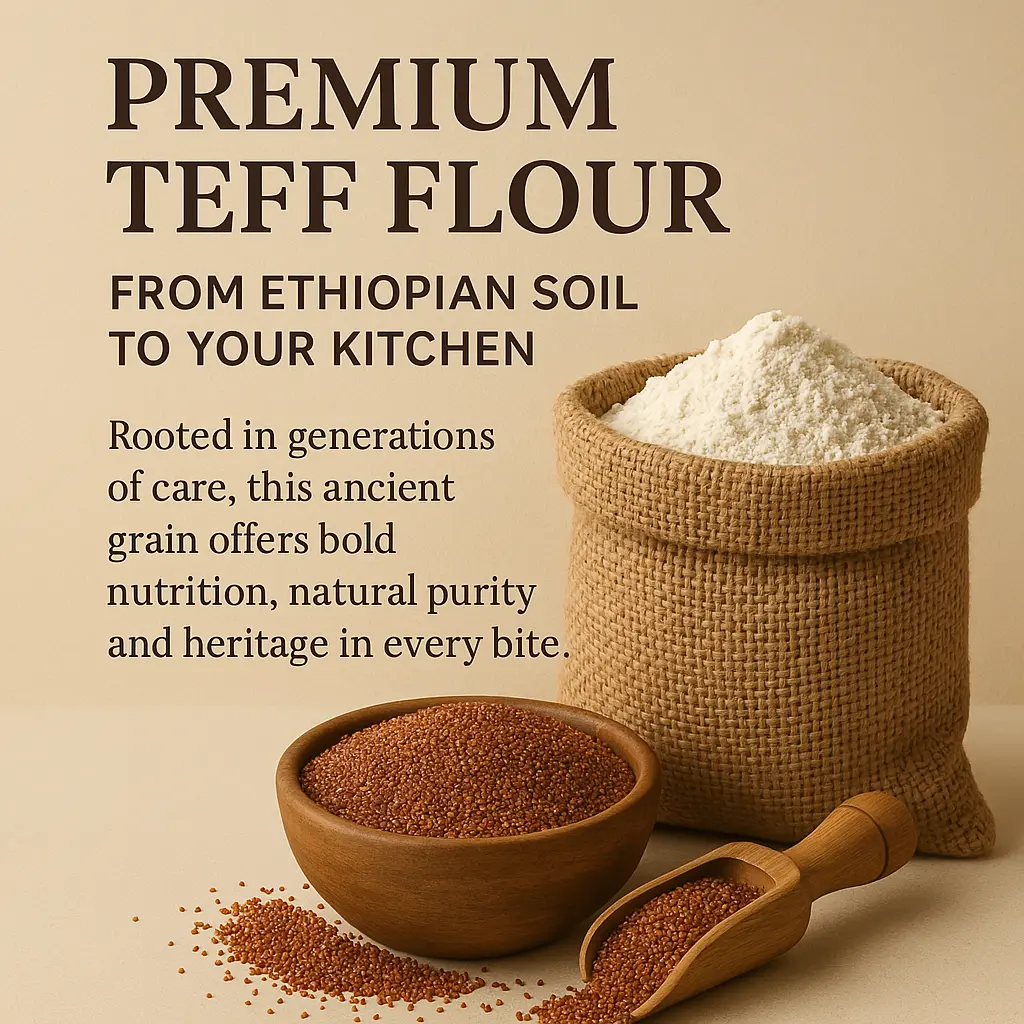 PREMIUM
TEFF FLOUR
FROM ETHIOPIAN SOIL
TO YOUR KITCHEN
Rooted in generations
of care, this ancient
grain offers bold
nutrition, natural purity
and heritage in every bite.